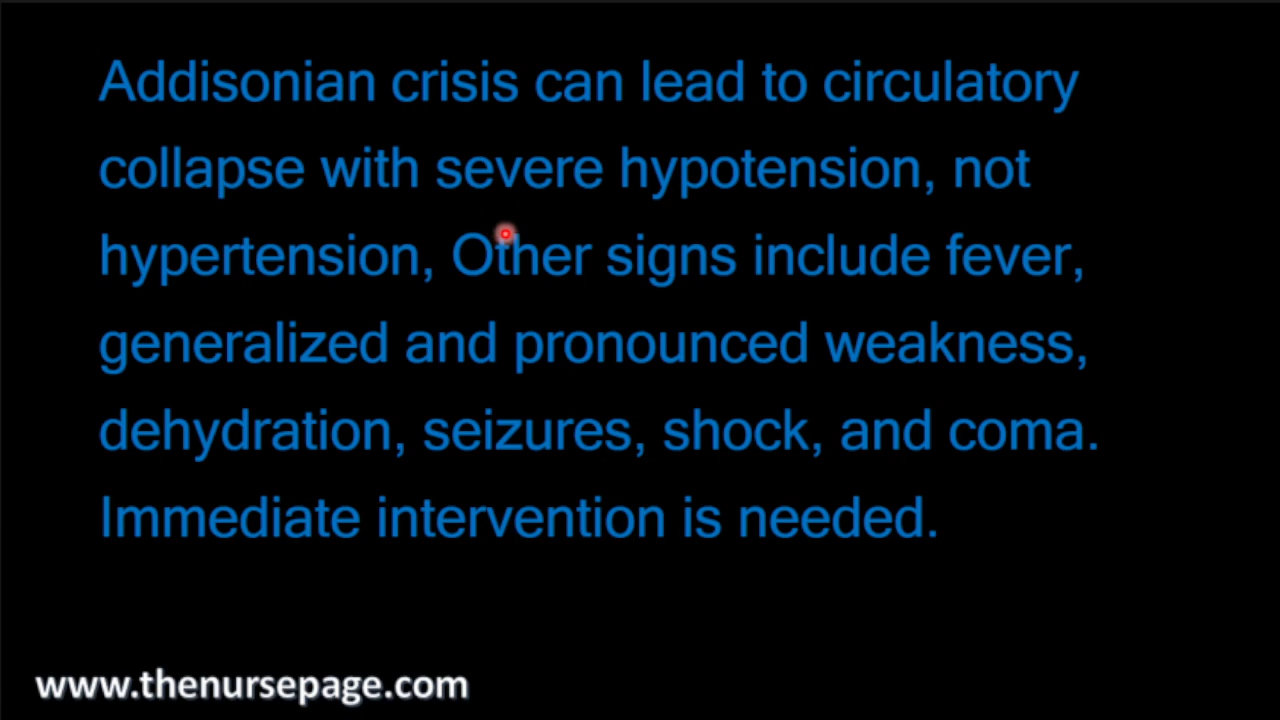 Addisonian crisis can lead to circulatory
collapse with severe hypotension, not
hypertension, Other signs include fever,
generalized and pronounced weakness,
dehydration, seizures, shock, and coma.
Immediate intervention is needed.
www.thenursepage.com